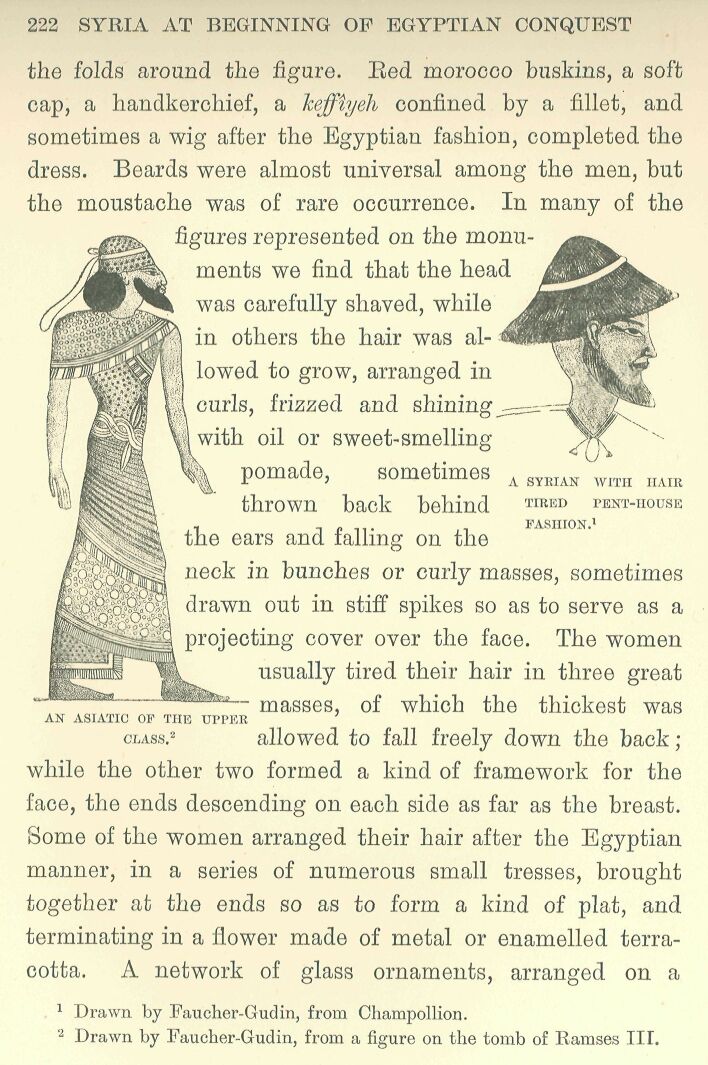 222 SYRIA AT BEGINNING OF EGYPTIAN CONQUEST
the folds around the figure. Red morocco buskins, a soft
cap, a handkerchief, a keffîyeh confined by a fillet, and
sometimes a wig after the Egyptian fashion, completed the
dress. Beards were almost universal among the men, but
the moustache was of rare occurrence. In many of the
figures represented on the monu-
ments we find that the head
was carefully shaved, while
in others the hair was al-
lowed to grow, arranged in
curls, frizzed and shining
with oil or sweet-smelling
pomade, sometimes
thrown back behind
the ears and falling on the
neck in bunches or curly masses, sometimes
drawn out in stiff spikes so as to serve as a
projecting cover over the face. The women
usually tired their hair in three great
masses, of which the thickest was
allowed to fall freely down the back;
while the other two formed a kind of framework for the
face, the ends descending on each side as far as the breast.
Some of the women arranged their hair after the Egyptian
manner, in a series of numerous small tresses, brought
together at the ends so as to form a kind of plat, and
terminating in a flower made of metal or enamelled terra-
cotta. A network of glass ornaments, arranged on a
A SYRIAN WITH HAIR
TIRED PENT-HOUSE
FASHION.¹
AN ASIATIC OF THE UPPER
CLASS.²
¹ Drawn by Faucher-Gudin, from Champollion.
² Drawn by Faucher-Gudin, from a figure on the tomb of Ramses III.